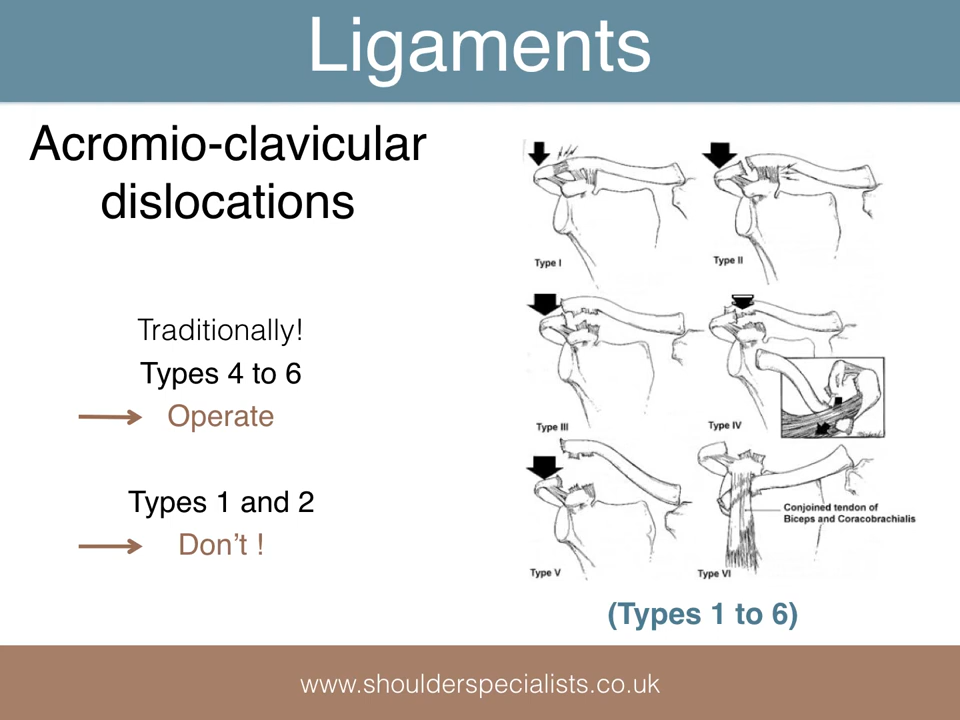 Ligaments
Acromio-clavicular
dislocations
Traditionally!
Types 4 to 6
Operate
Types 1 and 2
Don't !
Type I
Type II
Type III
Type IV
Type V
Conjoined tendon of
Biceps and Coracobrachialis
Type VI
(Types 1 to 6)
www.shoulderspecialists.co.uk